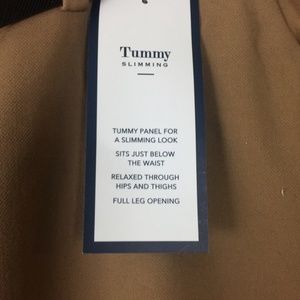 Tummy
SLIMMING
TUMMY PANEL FOR
A SLIMMING LOOK
SITS JUST BELOW
THE WAIST
RELAXED THROUGH
HIPS AND THIGHS
FULL LEG OPENING